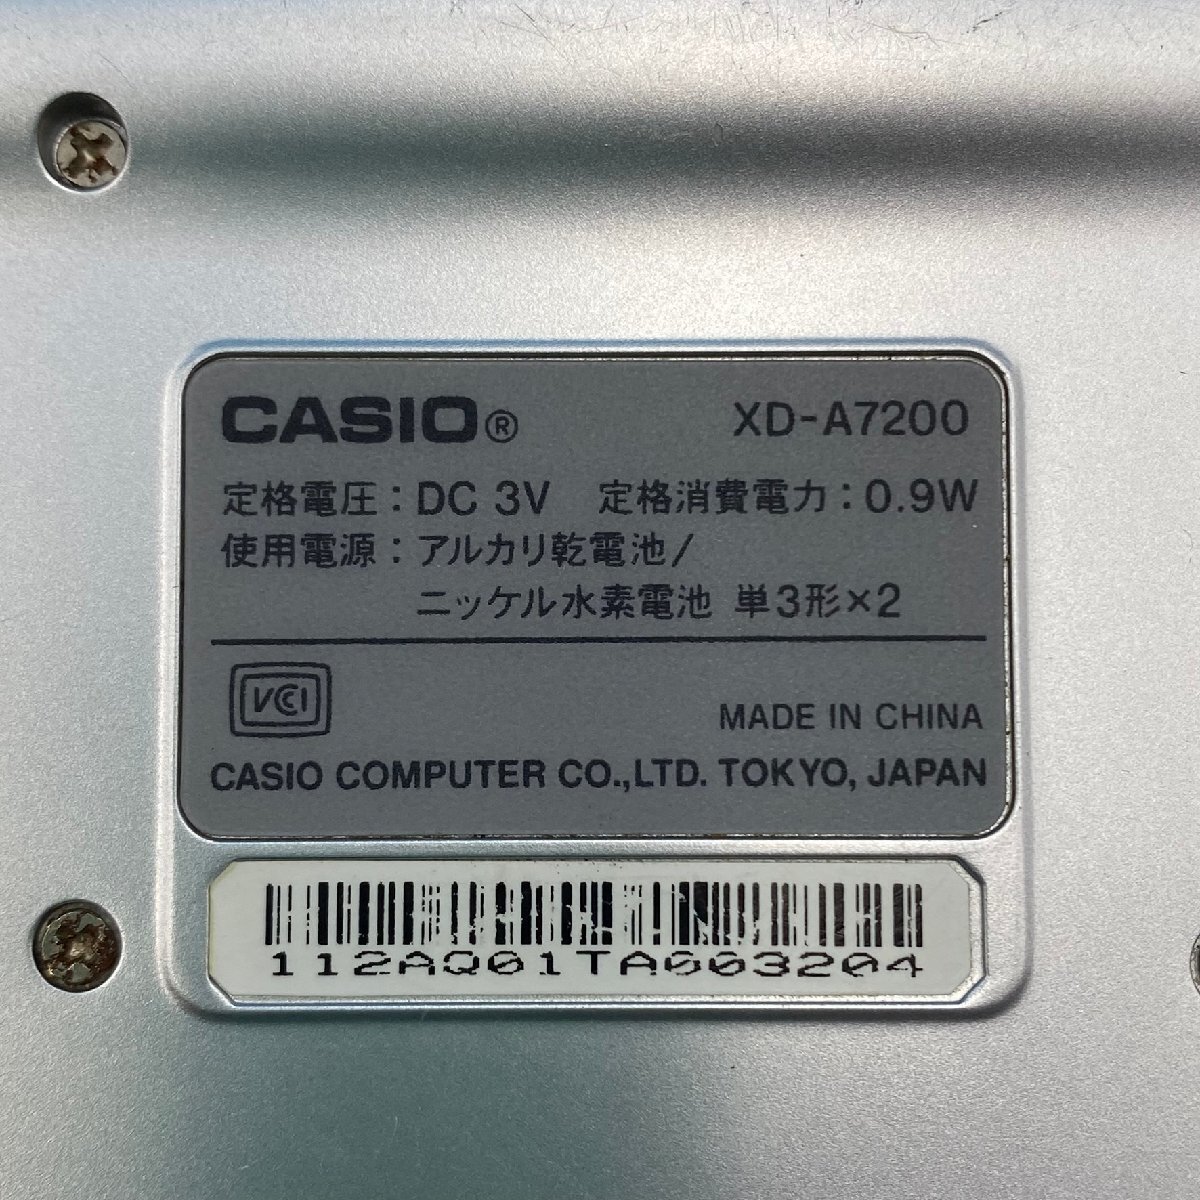 CASIO® XD-A7200
定格電圧：DC 3V 定格消費電力：0.9W
使用電源：アルカリ乾電池/
ニッケル水素電池 単3形×2
VCCI
MADE IN CHINA
CASIO COMPUTER CO.,LTD. TOKYO, JAPAN
112AQ01TA003204